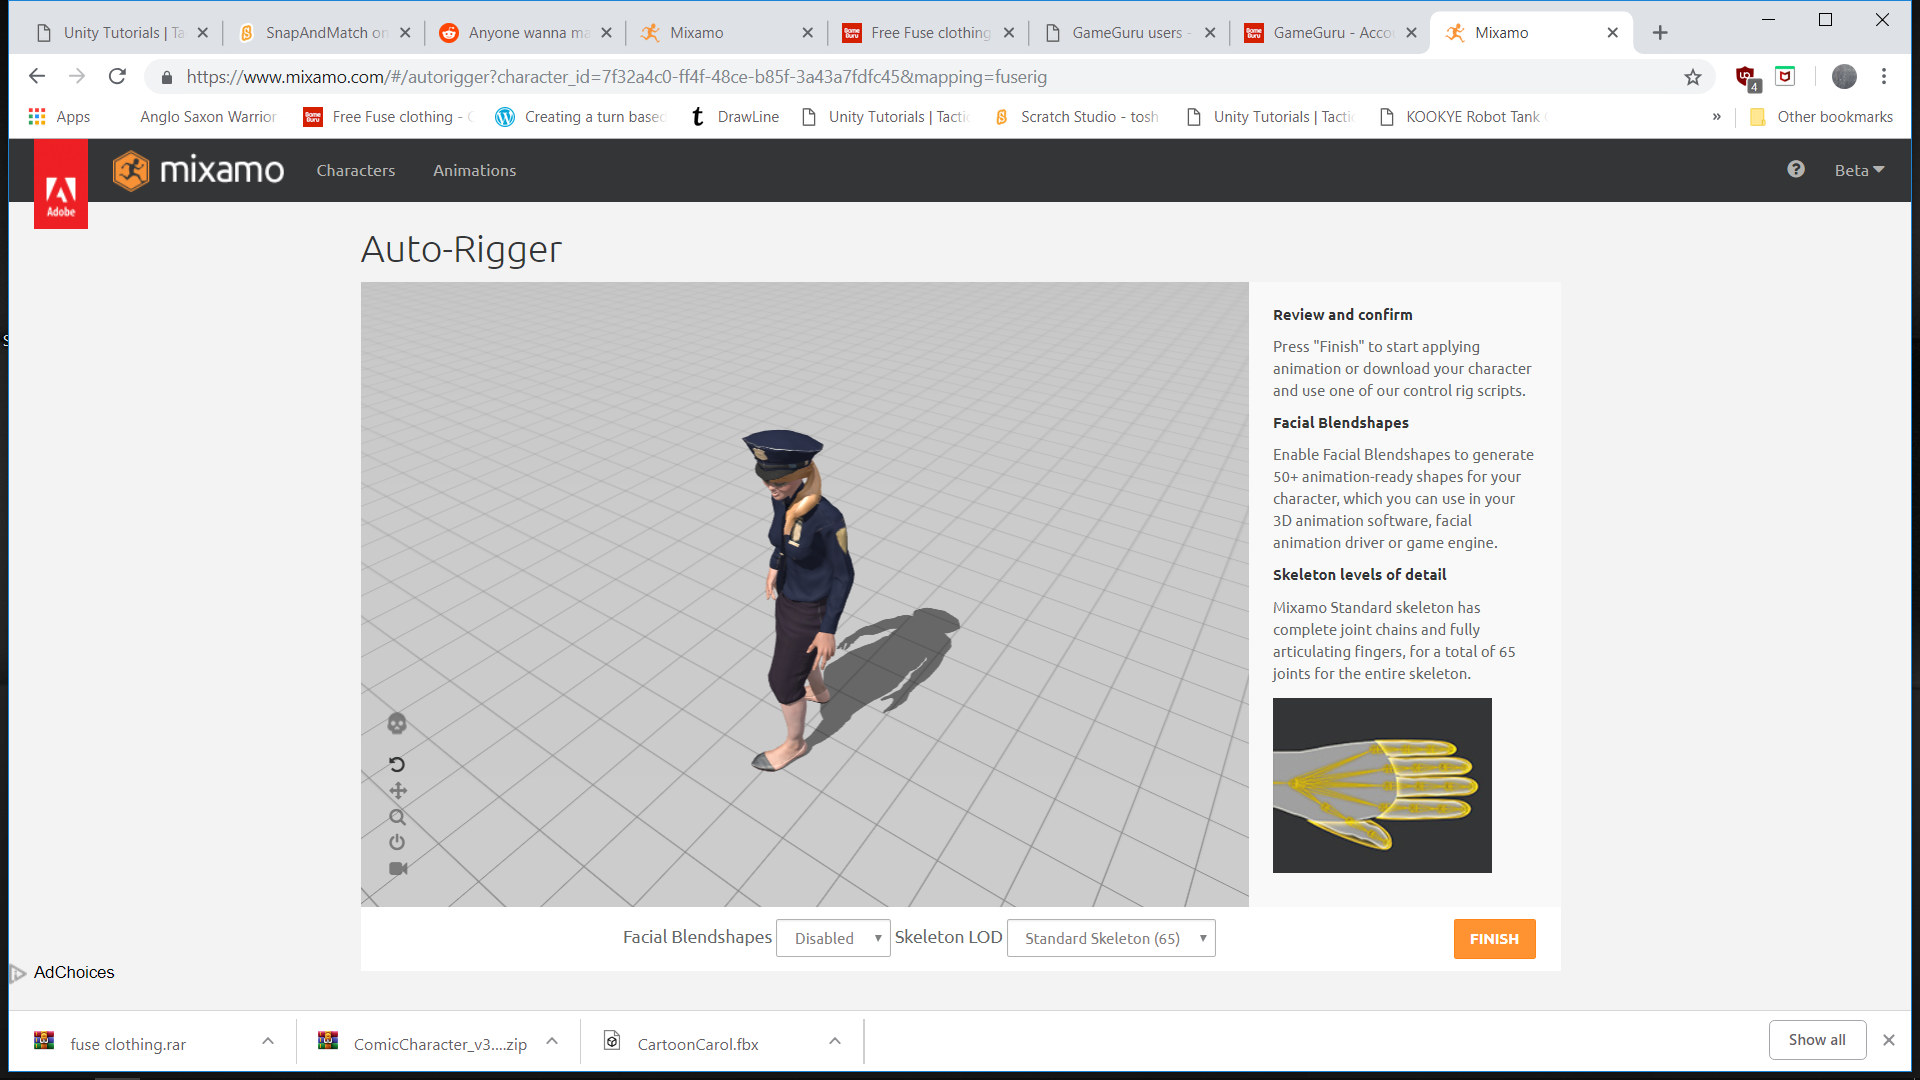 Unity Tutorials | Ta
SnapAndMatch on
Anyone wanna ma
Mixamo
Free Fuse clothing
GameGuru users -
GameGuru - Acco
Mixamo
https://www.mixamo.com/#/autorigger?character_id=7f32a4c0-ff4f-48ce-b85f-3a43a7fdfc45&mapping=fuserig
4
Apps
Anglo Saxon Warrior
Free Fuse clothing -
Creating a turn based
DrawLine
Unity Tutorials | Tactic
Scratch Studio - tosh
Unity Tutorials | Tactic
KOOKYE Robot Tank
»
Other bookmarks
Adobe
mixamo
Characters
Animations
Beta
Auto-Rigger
Review and confirm
Press "Finish" to start applying
animation or download your character
and use one of our control rig scripts.
Facial Blendshapes
Enable Facial Blendshapes to generate
50+ animation-ready shapes for your
character, which you can use in your
3D animation software, facial
animation driver or game engine.
Skeleton levels of detail
Mixamo Standard skeleton has
complete joint chains and fully
articulating fingers, for a total of 65
joints for the entire skeleton.
Facial Blendshapes
Disabled
Skeleton LOD
Standard Skeleton (65)
FINISH
AdChoices
fuse clothing.rar
ComicCharacter_v3....zip
CartoonCarol.fbx
Show all